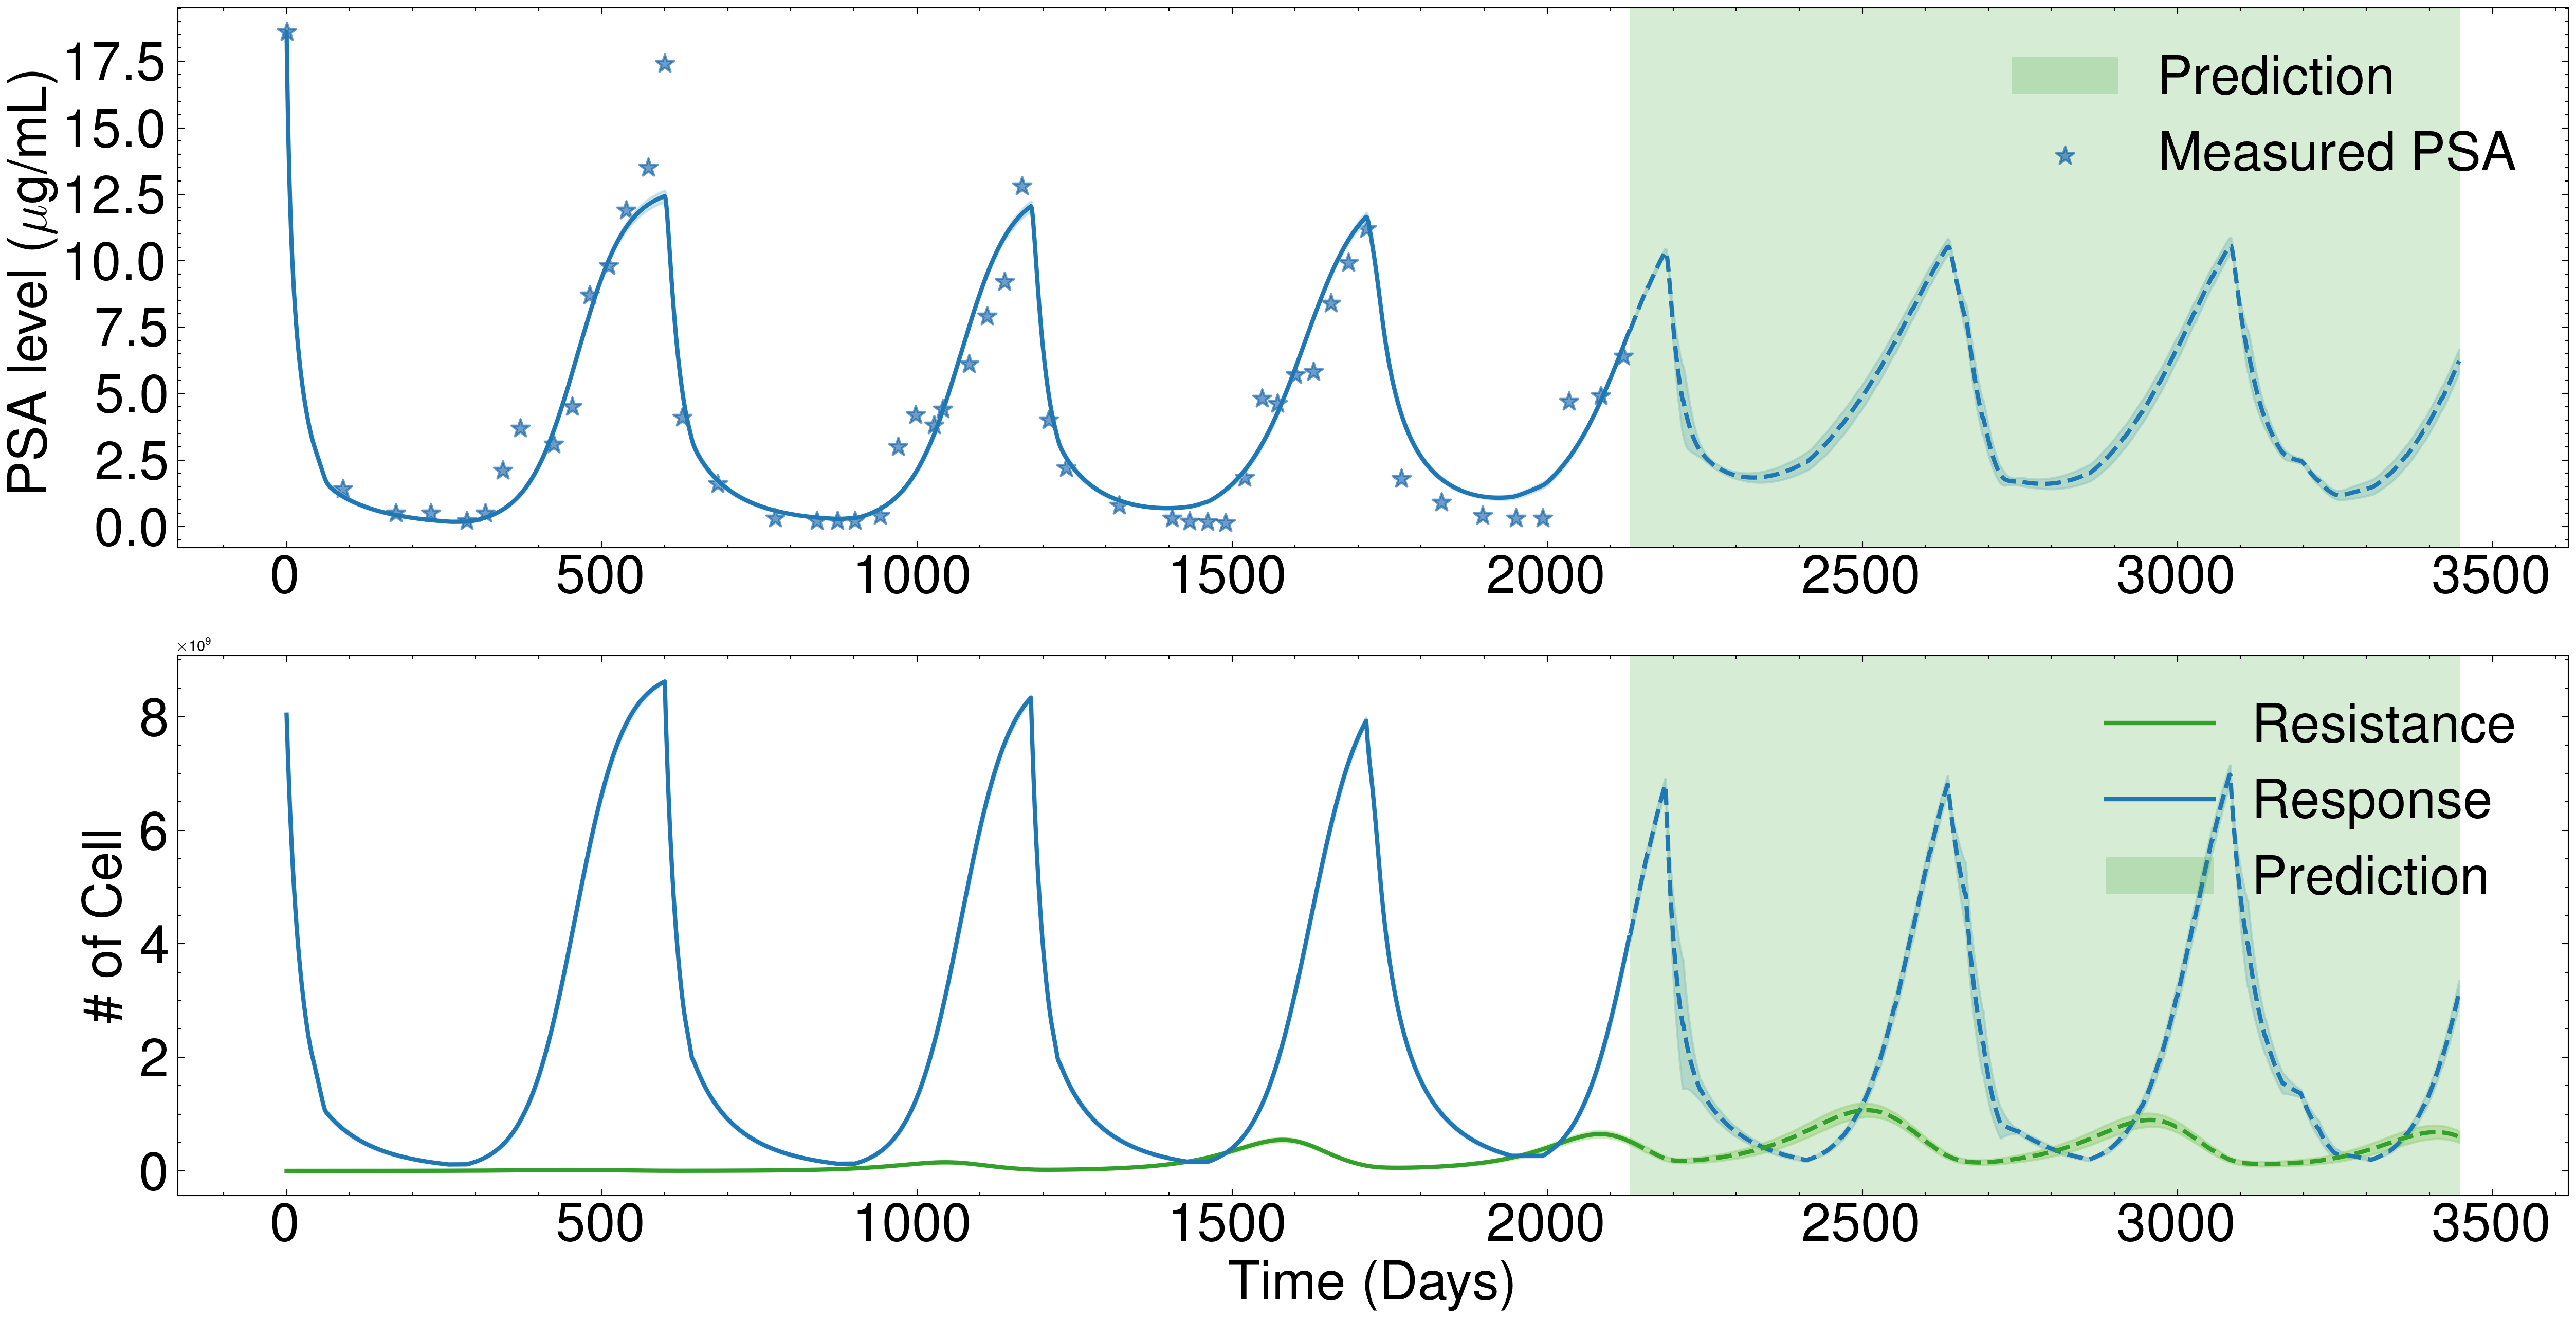 PSA level (μg/mL)
17.5
15.0
12.5
10.0
7.5
5.0
2.5
0.0
Prediction
Measured PSA
0 500 1000 1500 2000 2500 3000 3500
×10⁹
# of Cell
8
6
4
2
0
Resistance
Response
Prediction
0 500 1000 1500 2000 2500 3000 3500
Time (Days)